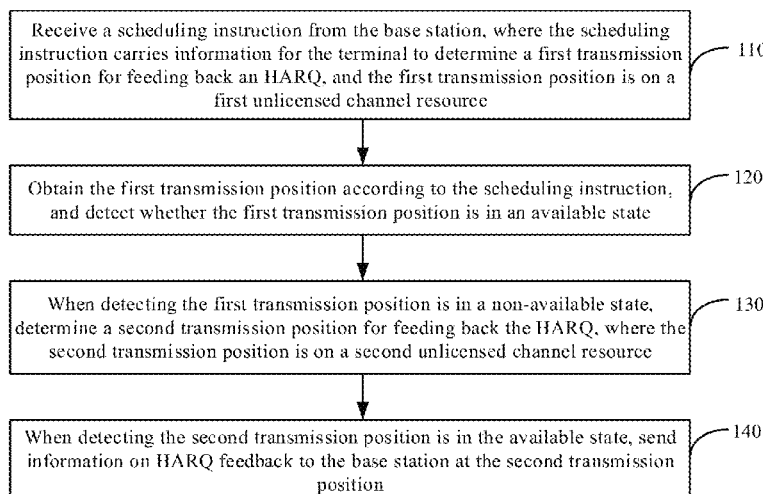 Receive a scheduling instruction from the base station, where the scheduling
instruction carries information for the terminal to determine a first transmission
position for feeding back an HARQ, and the first transmission position is on a
first unlicensed channel resource
110
Obtain the first transmission position according to the scheduling instruction,
and detect whether the first transmission position is in an available state
120
When detecting the first transmission position is in a non-available state,
determine a second transmission position for feeding back the HARQ, where the
second transmission position is on a second unlicensed channel resource
130
When detecting the second transmission position is in the available state, send
information on HARQ feedback to the base station at the second transmission
position
140